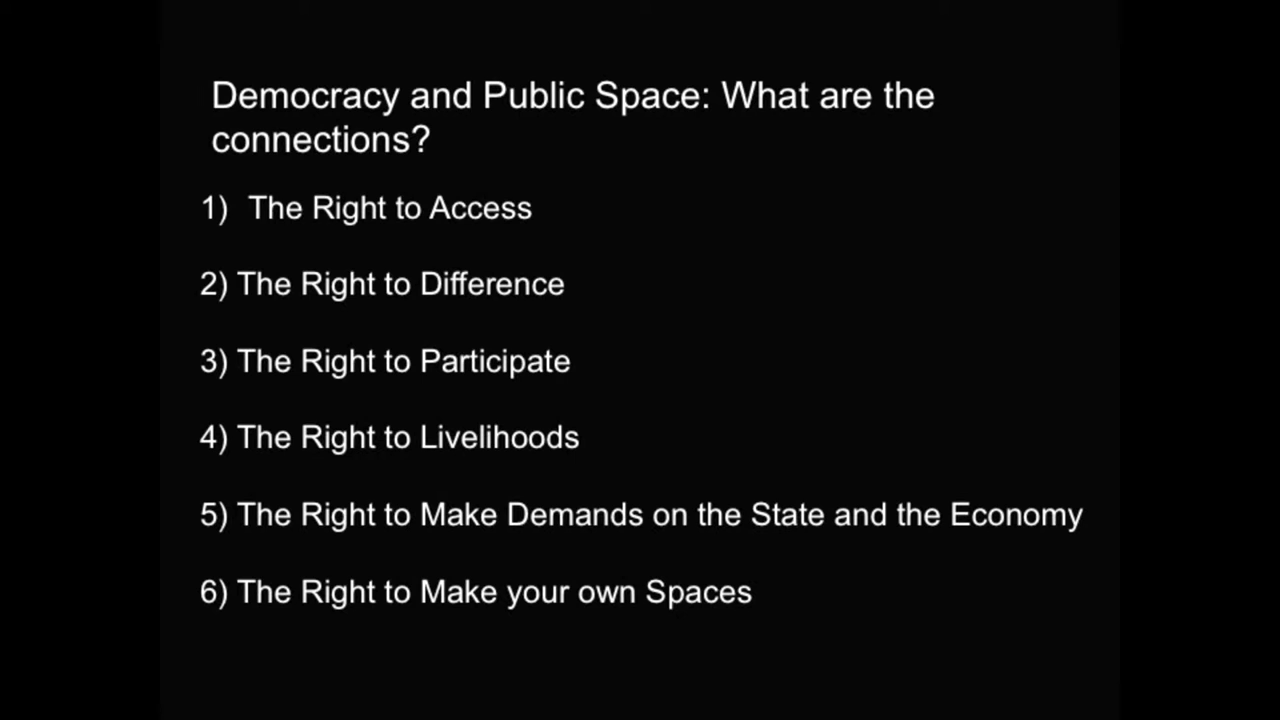 Democracy and Public Space: What are the
connections?
1) The Right to Access
2) The Right to Difference
3) The Right to Participate
4) The Right to Livelihoods
5) The Right to Make Demands on the State and the Economy
6) The Right to Make your own Spaces